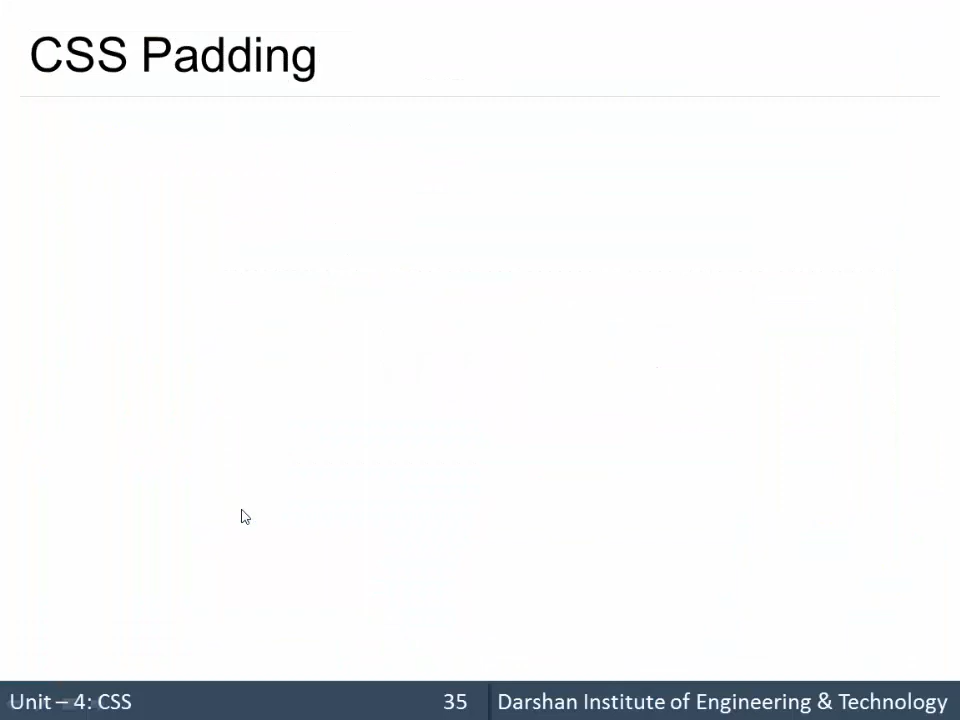 CSS Padding
Unit – 4: CSS 35 Darshan Institute of Engineering & Technology